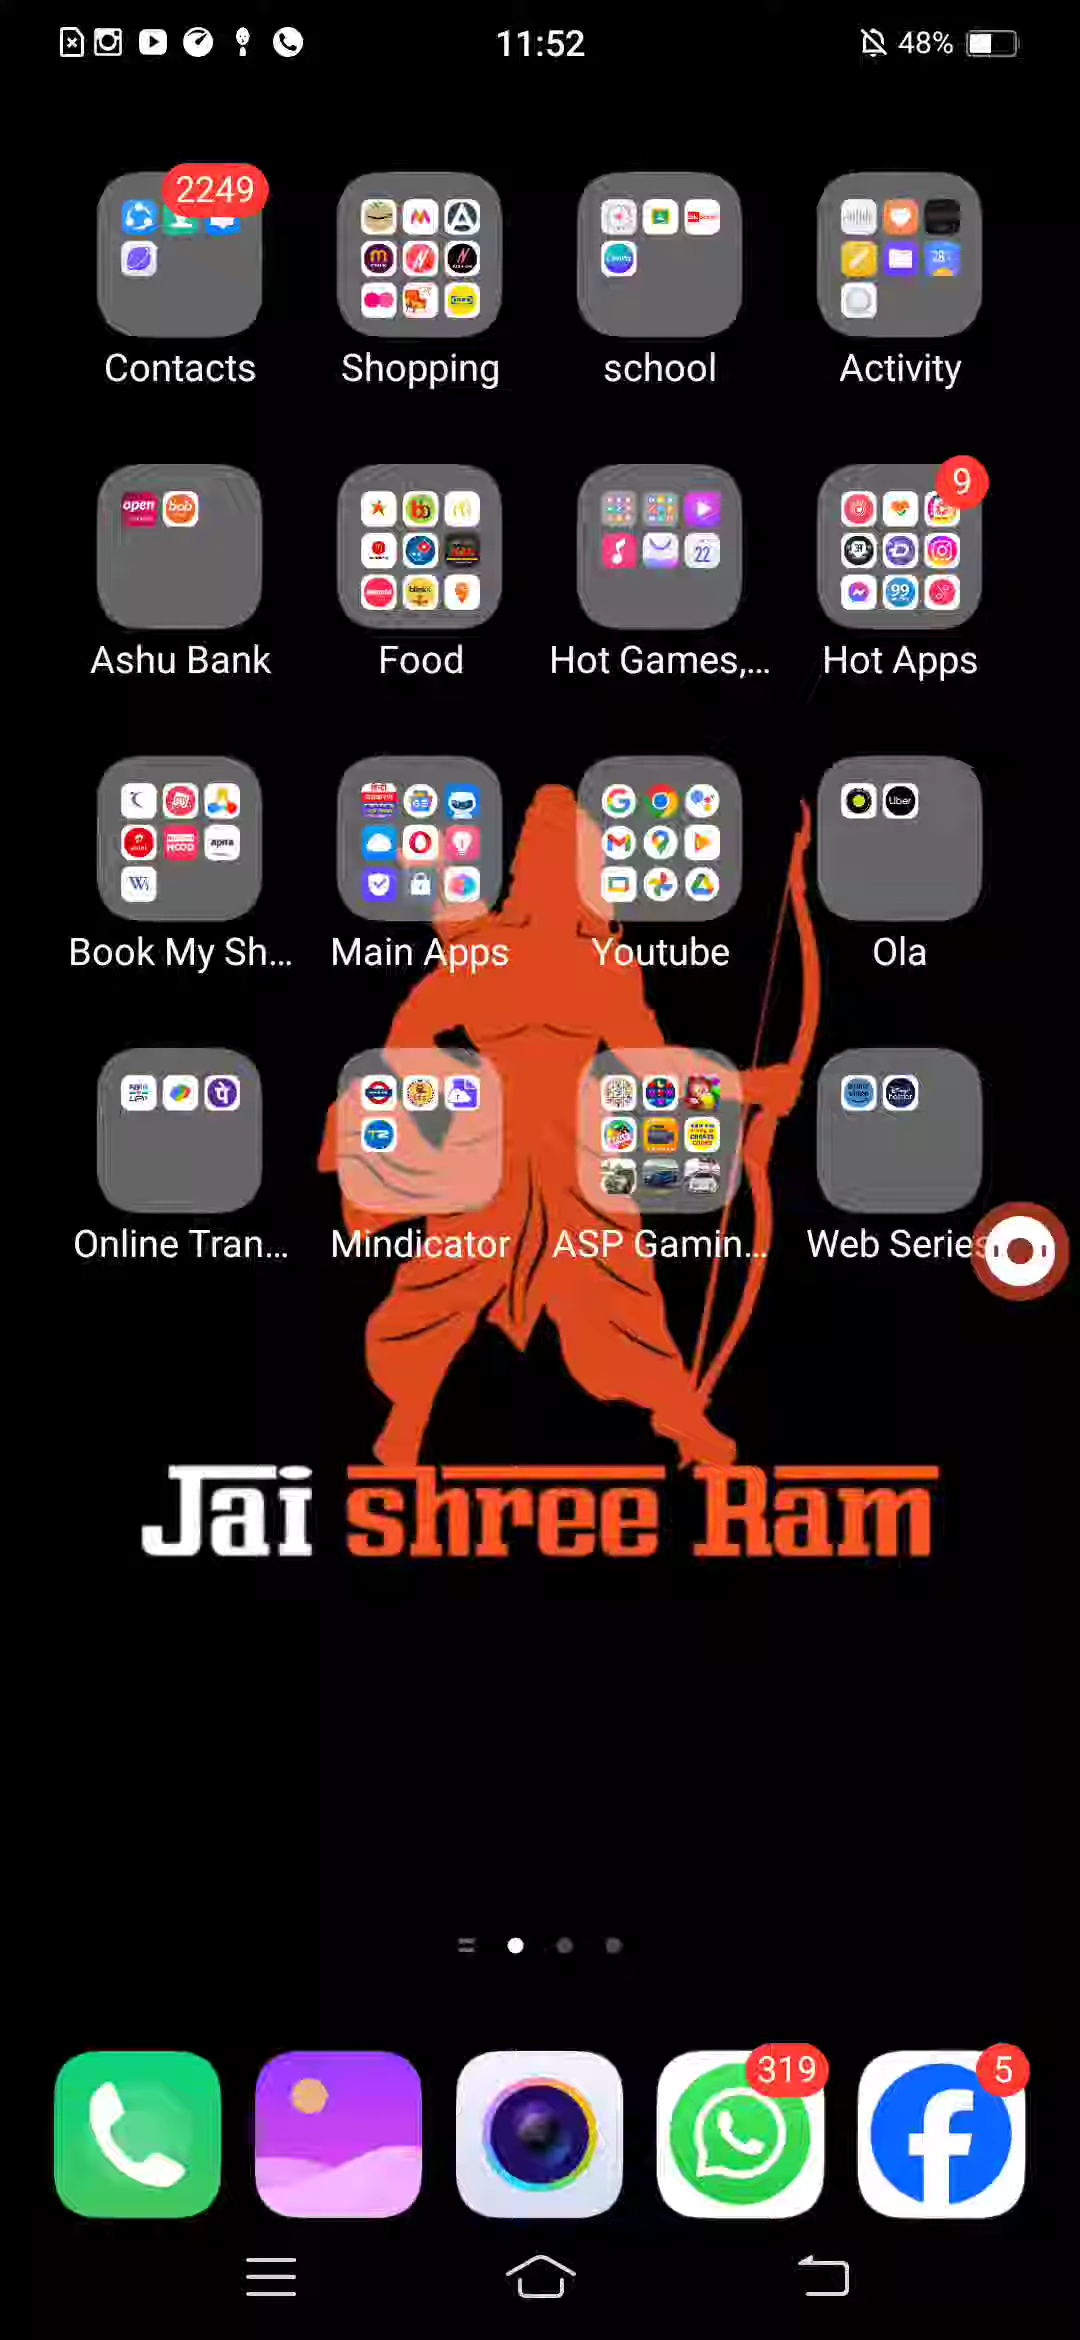 11:52
48%
2249
Contacts
Shopping
school
Activity
9
Ashu Bank
Food
Hot Games,...
Hot Apps
Book My Sh...
Main Apps
Youtube
Ola
Online Tran...
Mindicator
ASP Gamin...
Web Series
Jai shree Ram
319
5